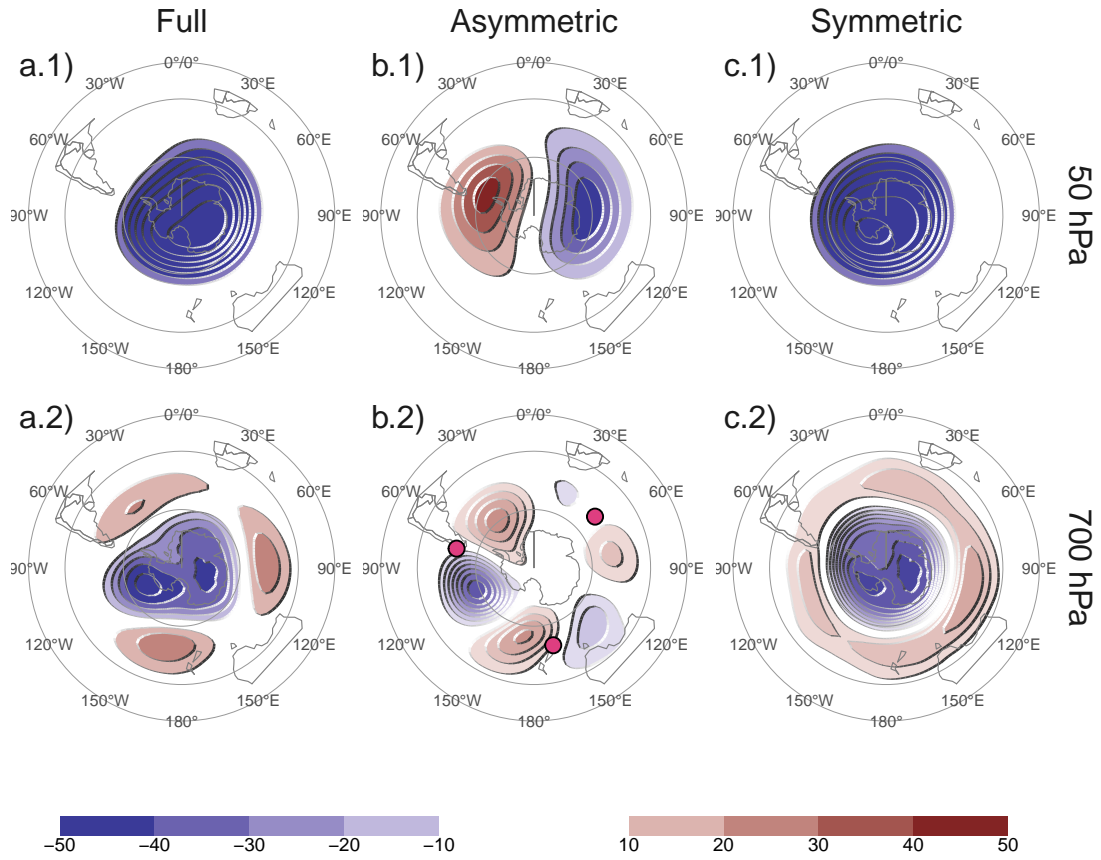 Full Asymmetric Symmetric
a.1) b.1) c.1)
0°/0° 0°/0° 0°/0°
30°W 30°E 30°W 30°E 30°W 30°E
60°W 60°E 60°W 60°E 60°W 60°E
90°W 90°E 90°W 90°E 90°W 90°E
120°W 120°E 120°W 120°E 120°W 120°E
150°W 150°E 150°W 150°E 150°W 150°E
180° 180° 180°
50 hPa
a.2) b.2) c.2)
0°/0° 0°/0° 0°/0°
30°W 30°E 30°W 30°E 30°W 30°E
60°W 60°E 60°W 60°E 60°W 60°E
90°W 90°E 90°W 90°E 90°W 90°E
120°W 120°E 120°W 120°E 120°W 120°E
150°W 150°E 150°W 150°E 150°W 150°E
180° 180° 180°
700 hPa
−50 −40 −30 −20 −10 10 20 30 40 50